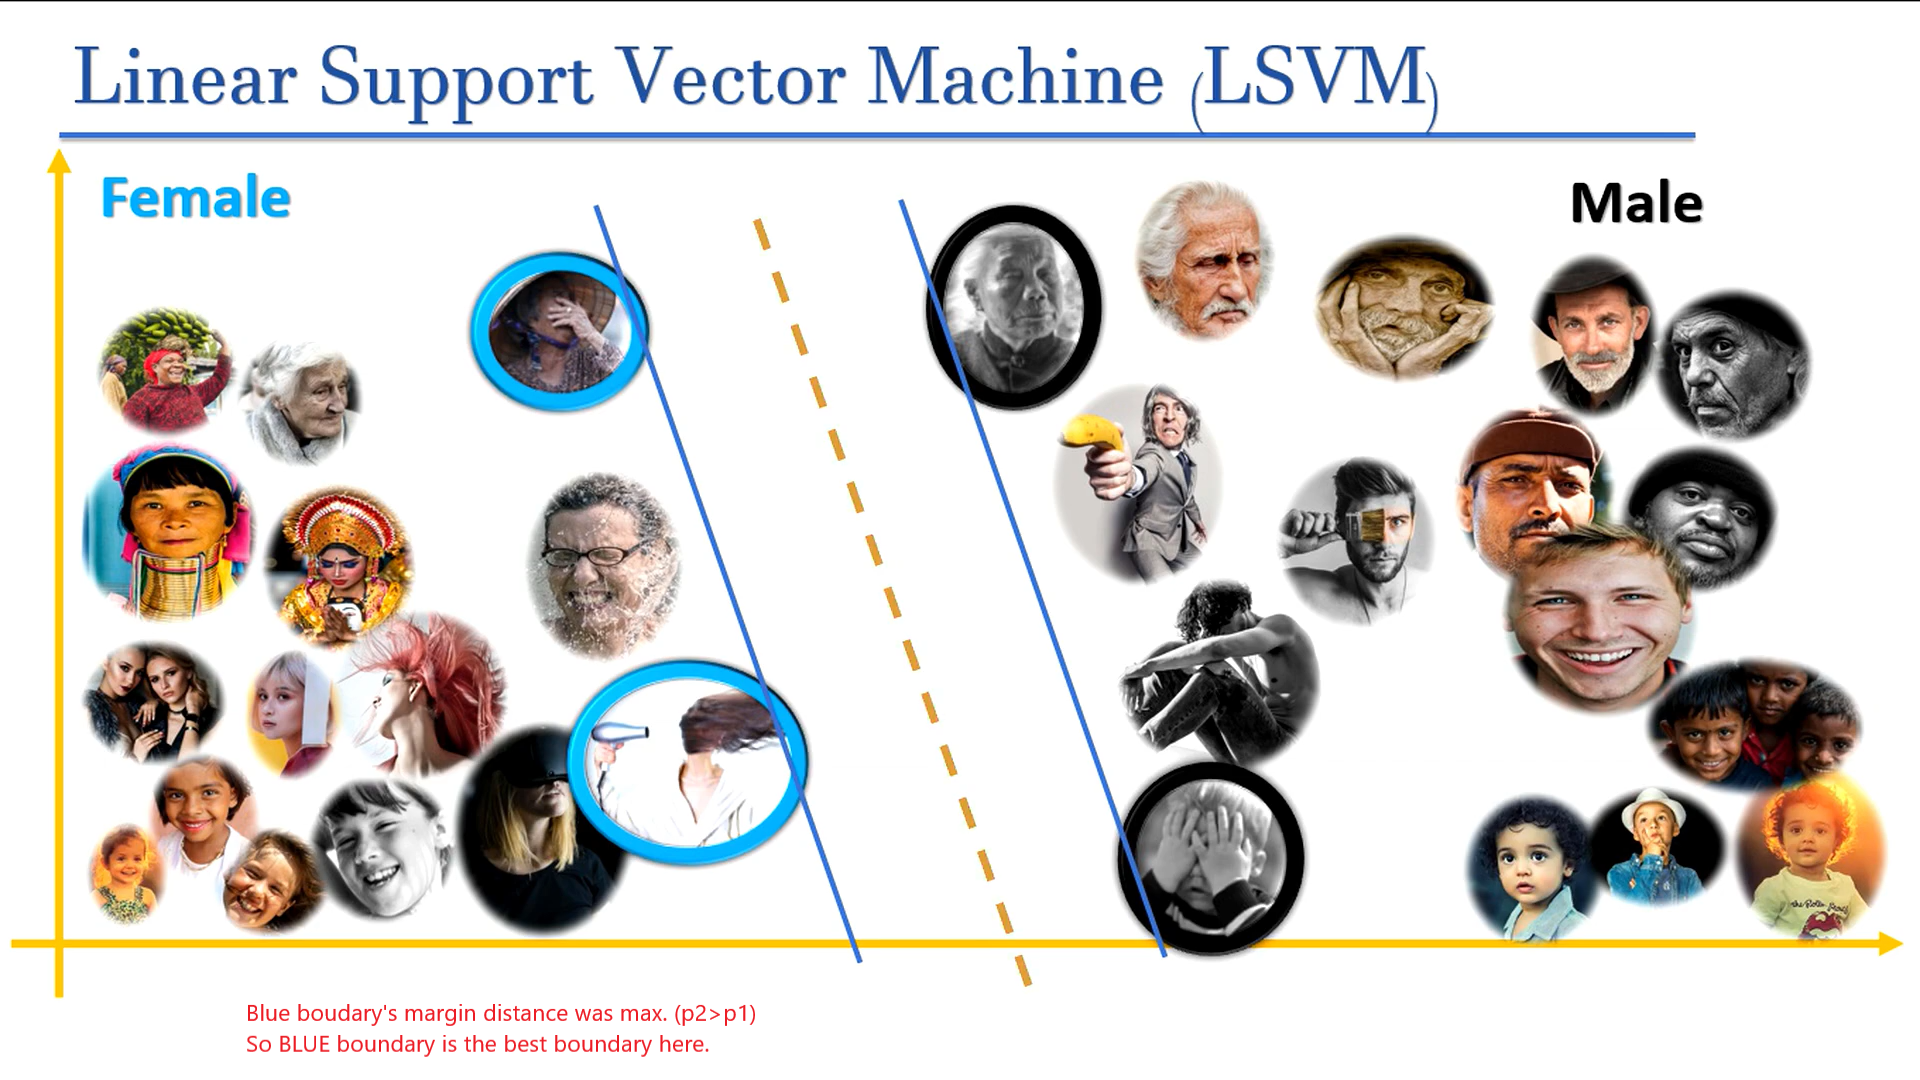 Linear Support Vector Machine (LSVM)
Female
Male
Blue boudary's margin distance was max. (p2>p1)
So BLUE boundary is the best boundary here.